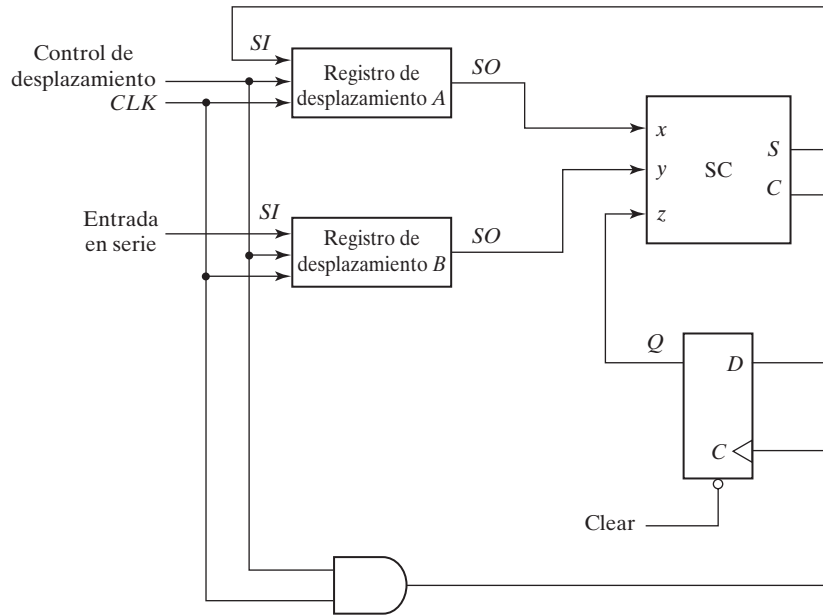 SI
Control de
desplazamiento
CLK
Registro de
desplazamiento A
SO
x
y
z
SC
S
C
Entrada
en serie
SI
Registro de
desplazamiento B
SO
Q
D
C
Clear